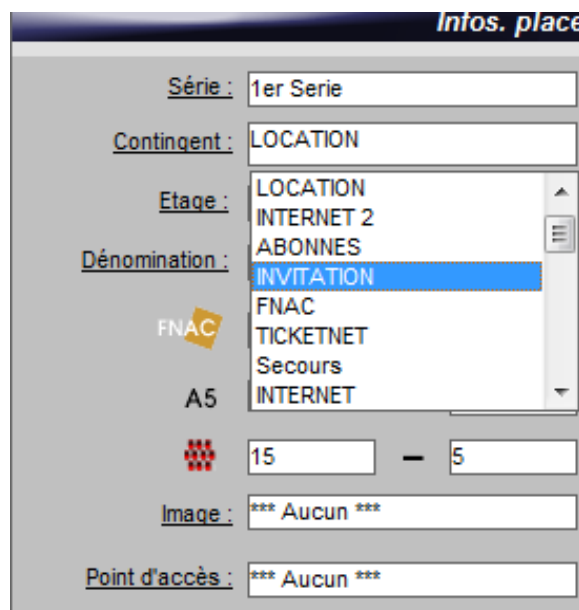 Infos. place
Série : 1er Serie
Contingent : LOCATION
Etage : LOCATION
INTERNET 2
ABONNES
Dénomination : INVITATION
FNAC
FNAC TICKETNET
Secours
A5 INTERNET
15 – 5
Image : *** Aucun ***
Point d'accès : *** Aucun ***